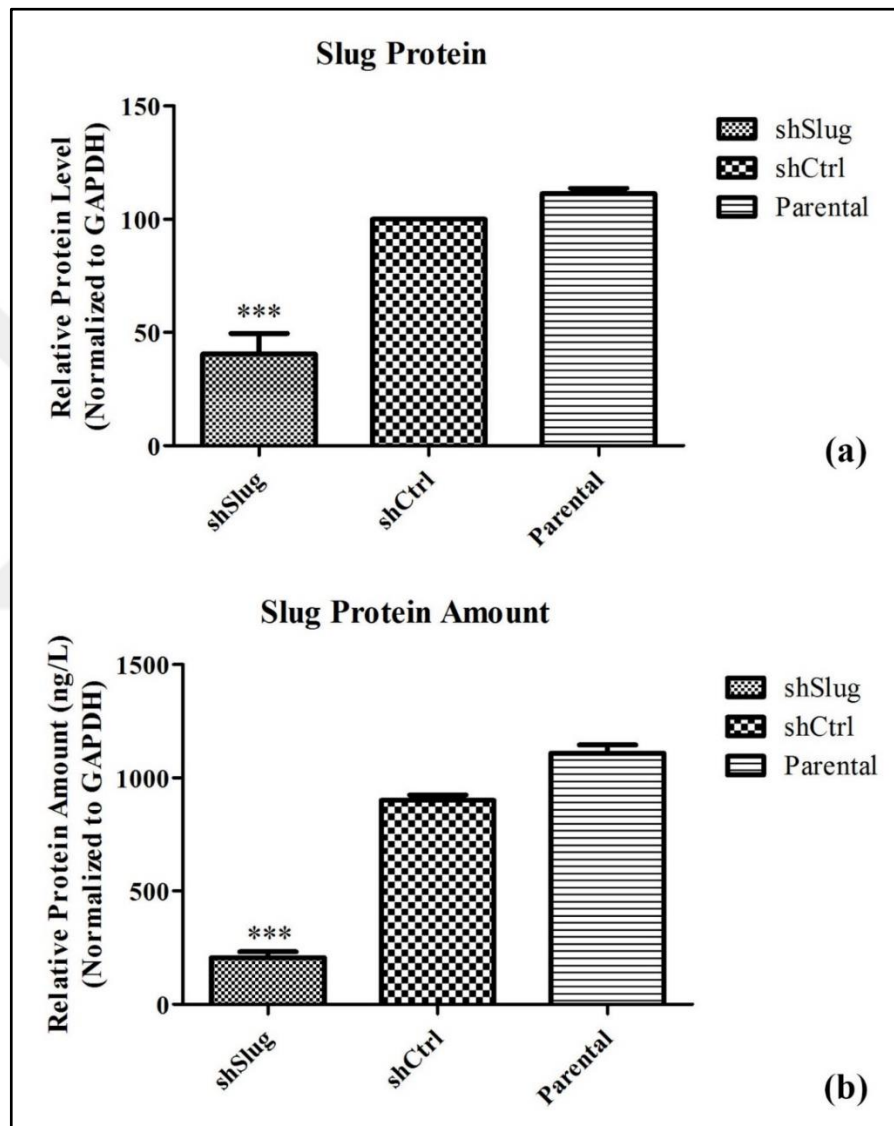 Slug Protein
Relative Protein Level
(Normalized to GAPDH)
150
100
50
0
***
shSlug
shCtrl
Parental
shSlug
shCtrl
Parental
(a)
Slug Protein Amount
Relative Protein Amount (ng/L)
(Normalized to GAPDH)
1500
1000
500
0
***
shSlug
shCtrl
Parental
shSlug
shCtrl
Parental
(b)